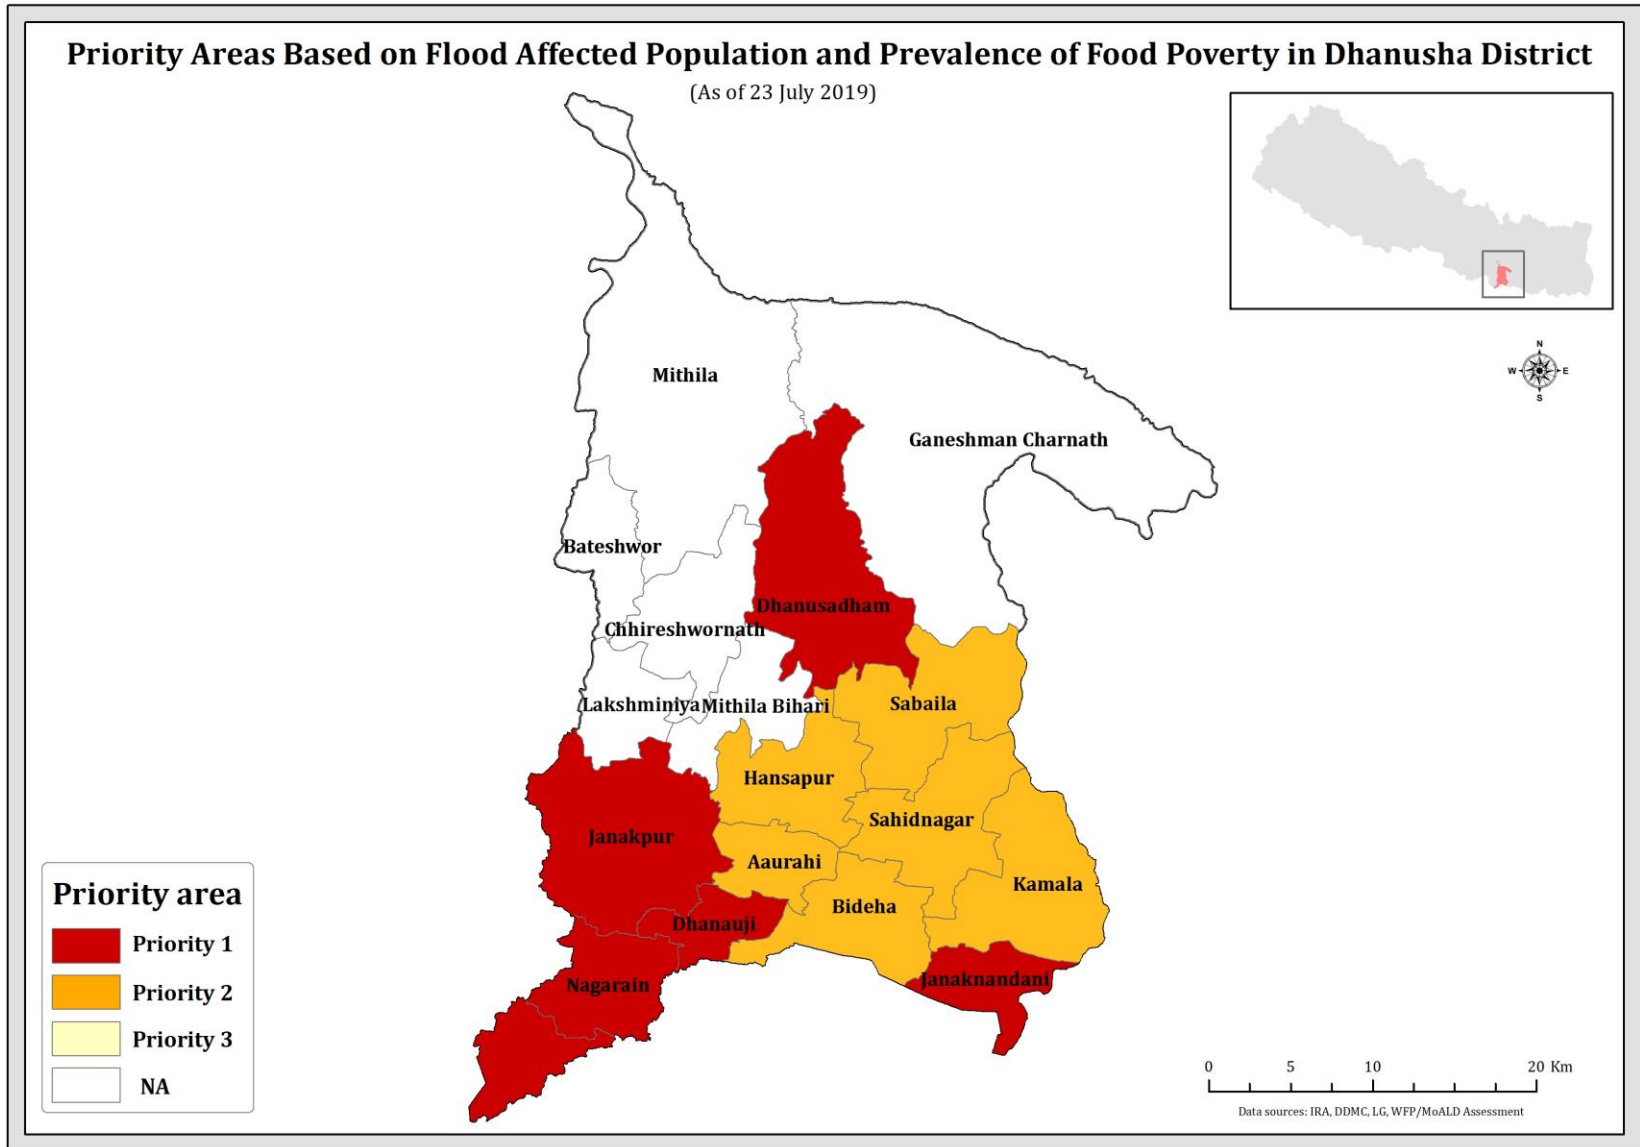 Priority Areas Based on Flood Affected Population and Prevalence of Food Poverty in Dhanusha District
(As of 23 July 2019)
N
W E
S
Mithila
Ganeshman Charnath
Bateshwor
Dhanusadham
Chhireshwornath
Lakshminiya
Mithila Bihari
Sabaila
Hansapur
Sahidnagar
Janakpur
Aaurahi
Kamala
Bideha
Dhanauji
Janaknandani
Nagarain
Priority area
Priority 1
Priority 2
Priority 3
NA
0 5 10 20 Km
Data sources: IRA, DDMC, LG, WFP/MoALD Assessment